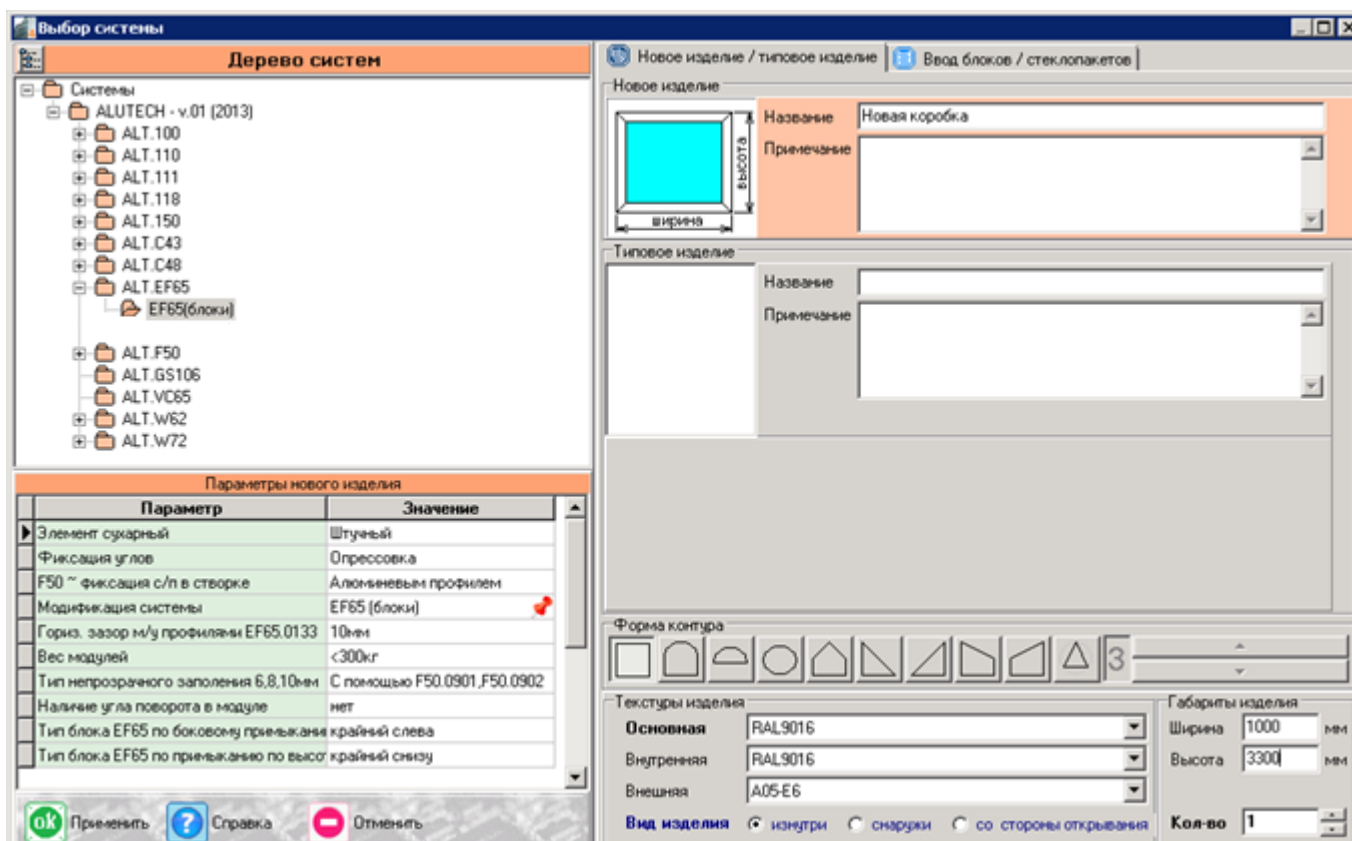 Выбор системы
Дерево систем
Системы
ALUTECH - v.01 (2013)
ALT.100
ALT.110
ALT.111
ALT.118
ALT.150
ALT.C43
ALT.C48
ALT.EF65
EF65(блоки)
ALT.F50
ALT.GS106
ALT.VC65
ALT.W62
ALT.W72
Параметры нового изделия
Параметр Значение
Элемент сухарный Штучный
Фиксация углов Опрессовка
F50 ~ фиксация с/п в створке Алюминевым профилем
Модификация системы EF65 (блоки)
Гориз. зазор м/у профилями EF65.0133 10мм
Вес модулей <300кг
Тип непрозрачного заполения 6,8,10мм С помощью F50.0901,F50.0902
Наличие угла поворота в модуле нет
Тип блока EF65 по боковому примыкани крайний слева
Тип блока EF65 по примыканию по высот крайний снизу
ok Применить ? Справка Отменить
Новое изделие / типовое изделие Ввод блоков / стеклопакетов
Новое изделие
высота
ширина
Название Новая коробка
Примечание
Типовое изделие
Название
Примечание
Форма контура
3
Текстуры изделия
Основная RAL9016
Внутренняя RAL9016
Внешняя A05-E6
Вид изделия изнутри снаружи со стороны открывания
Габариты изделия
Ширина 1000 мм
Высота 3300 мм
Кол-во 1